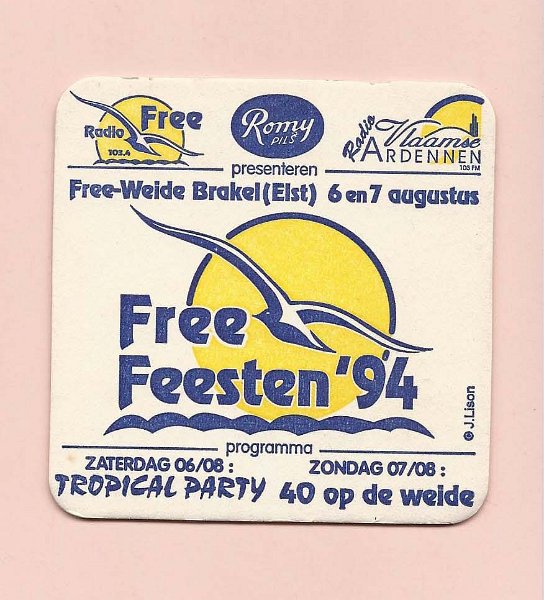 Radio Free
103.4
Romy
PILS
Radio Vlaamse
ARDENNEN
103 FM
presenteren
Free-Weide Brakel (Elst) 6 en 7 augustus
Free
Feesten '94
© J.Lison
programma
ZATERDAG 06/08 :
TROPICAL PARTY
ZONDAG 07/08 :
40 op de weide